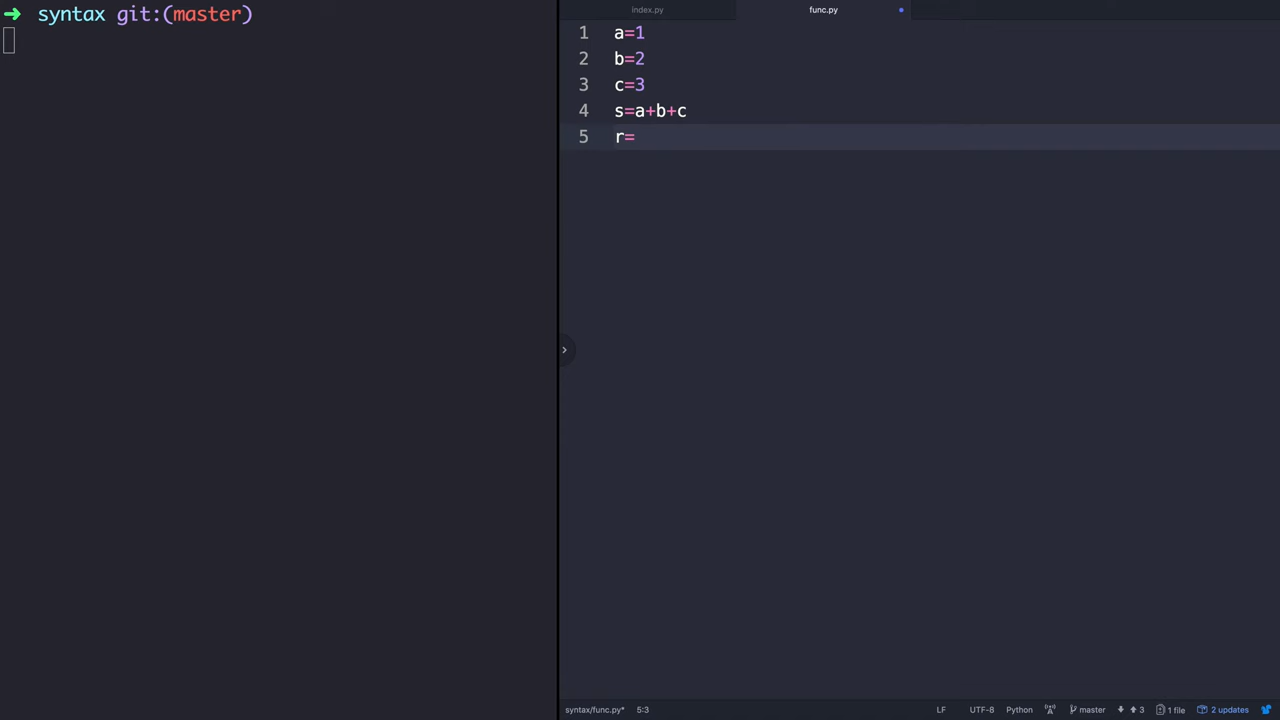 ➜ syntax git:(master)
index.py
func.py
1 a=1
2 b=2
3 c=3
4 s=a+b+c
5 r=
syntax/func.py* 5:3 LF UTF-8 Python master 3 1 file 2 updates